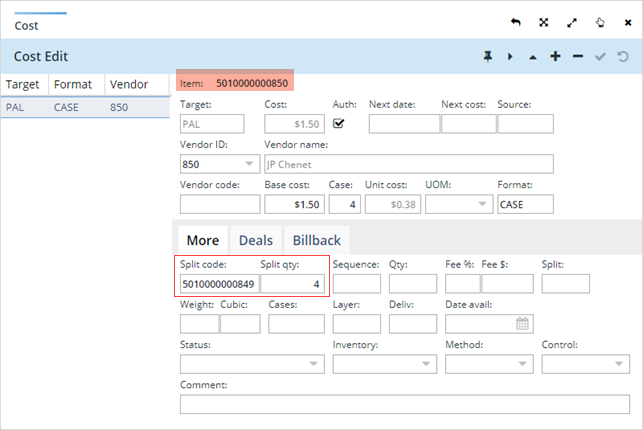 Cost
Cost Edit
Target Format Vendor
PAL CASE 850
Item: 5010000000850
Target: Cost: Auth: Next date: Next cost: Source:
PAL $1.50
Vendor ID: Vendor name:
850 JP Chenet
Vendor code: Base cost: Case: Unit cost: UOM: Format:
$1.50 4 $0.38 CASE
More Deals Billback
Split code: Split qty: Sequence: Qty: Fee %: Fee $: Split:
5010000000849 4
Weight: Cubic: Cases: Layer: Deliv: Date avail:
Status: Inventory: Method: Control:
Comment: